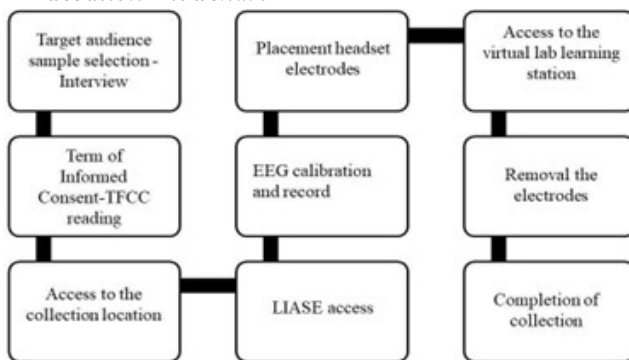 Target audience
sample selection -
Interview
Term of
Informed
Consent-TFCC
reading
Access to the
collection location
LIASE access
EEG calibration
and record
Placement headset
electrodes
Access to the
virtual lab learning
station
Removal the
electrodes
Completion of
collection